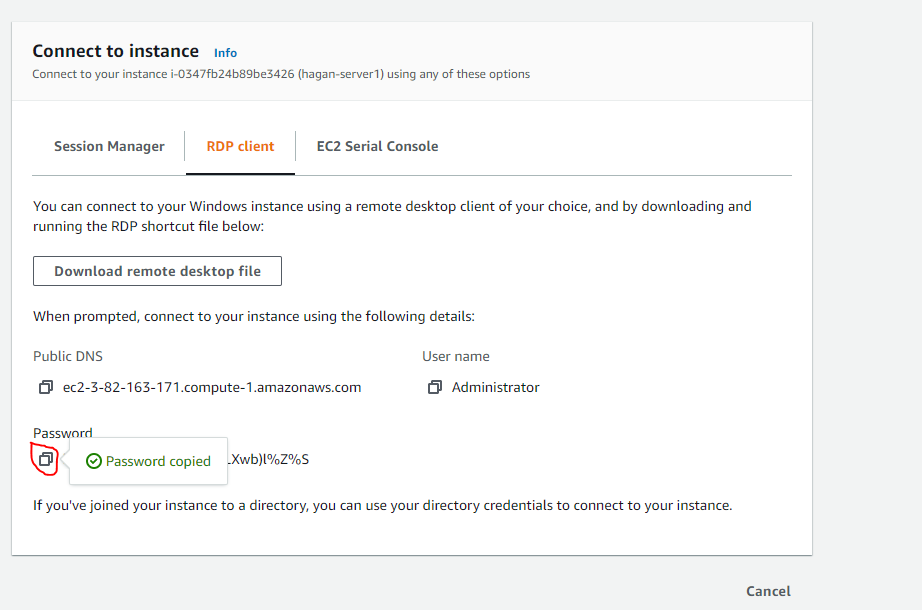 Connect to instance Info
Connect to your instance i-0347fb24b89be3426 (hagan-server1) using any of these options
Session Manager RDP client EC2 Serial Console
You can connect to your Windows instance using a remote desktop client of your choice, and by downloading and
running the RDP shortcut file below:
Download remote desktop file
When prompted, connect to your instance using the following details:
Public DNS User name
ec2-3-82-163-171.compute-1.amazonaws.com Administrator
Password
Password copied Xwb)l%Z%S
If you've joined your instance to a directory, you can use your directory credentials to connect to your instance.
Cancel